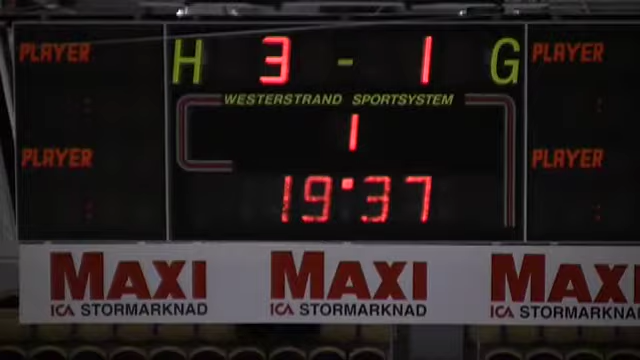 PLAYER H 3 - 1 G PLAYER
WESTERSTRAND SPORTSYSTEM
1
PLAYER PLAYER
19:37
MAXI MAXI MAXI
ICA STORMARKNAD ICA STORMARKNAD ICA STORMARKNAD